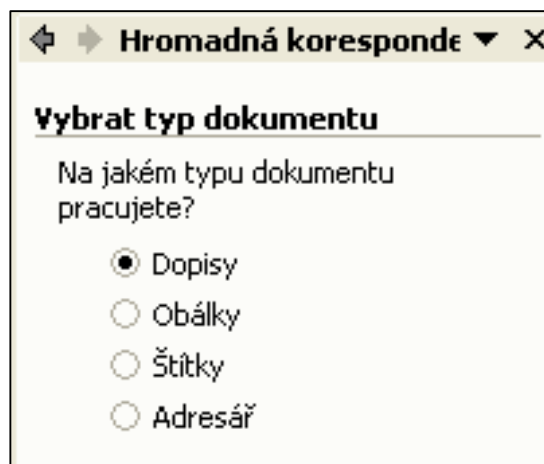 Hromadná koresponde
Vybrat typ dokumentu
Na jakém typu dokumentu
pracujete?
Dopisy
Obálky
Štítky
Adresář